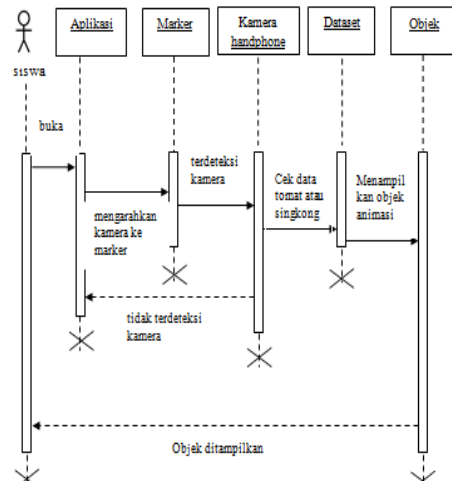 Aplikasi
Marker
Kamera
handphone
Dataset
Objek
siswa
buka
terdeteksi
kamera
Cek data
tomat atau
singkong
Menampil
kan objek
animasi
mengarahkan
kamera ke
marker
tidak terdeteksi
kamera
Objek ditampilkan